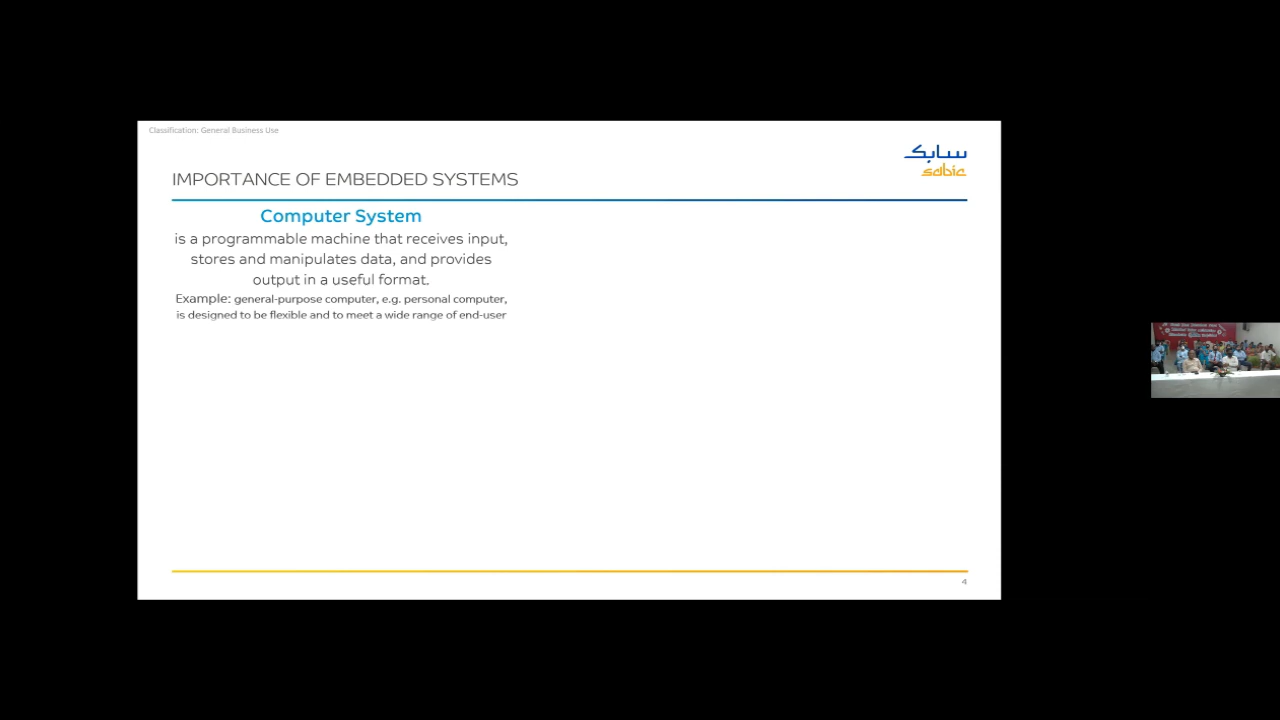 Classification: General Business Use
سابك
sabic
IMPORTANCE OF EMBEDDED SYSTEMS
Computer System
is a programmable machine that receives input,
stores and manipulates data, and provides
output in a useful format.
Example: general-purpose computer, e.g. personal computer,
is designed to be flexible and to meet a wide range of end-user
4